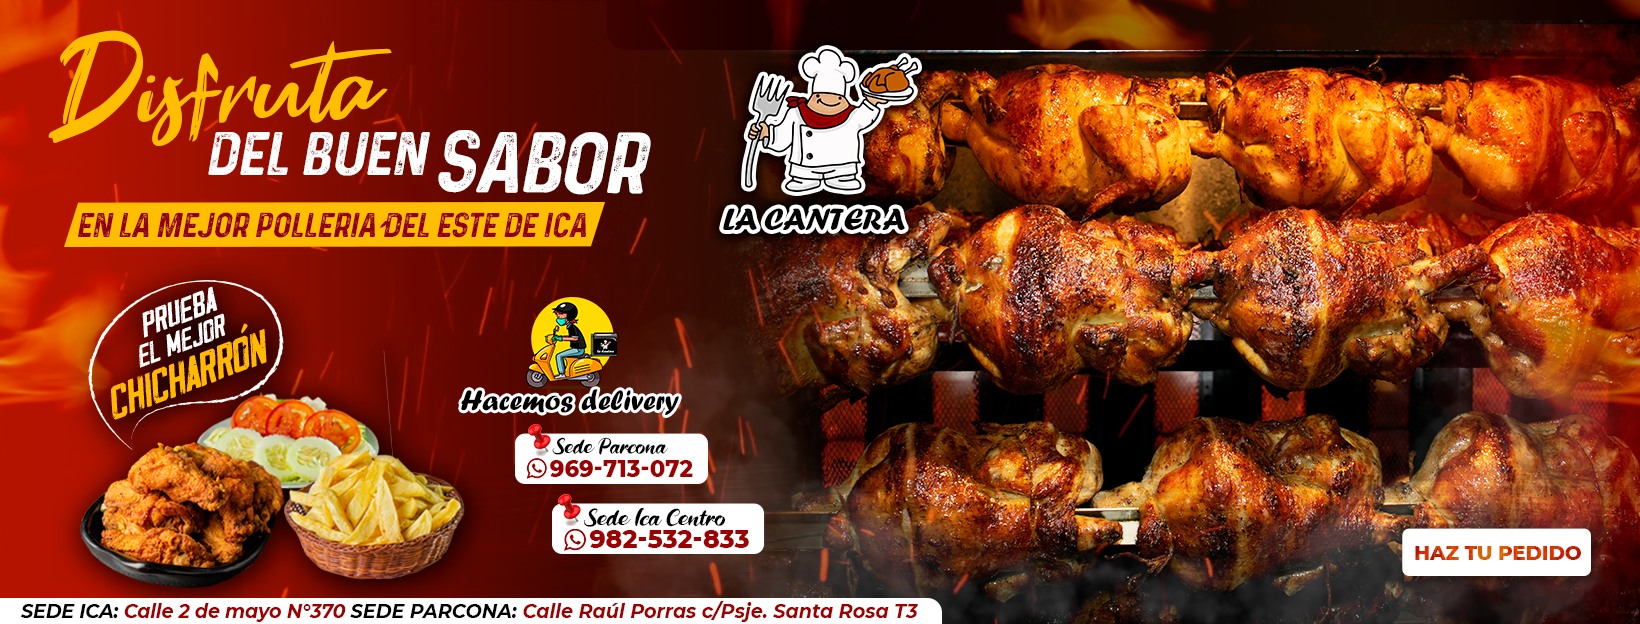 Disfruta
DEL BUEN SABOR
EN LA MEJOR POLLERIA DEL ESTE DE ICA
LA CANTERA
PRUEBA
EL MEJOR
CHICHARRÓN
Hacemos delivery
Sede Parcona
969-713-072
Sede Ica Centro
982-532-833
HAZ TU PEDIDO
SEDE ICA: Calle 2 de mayo N°370 SEDE PARCONA: Calle Raúl Porras c/Psje. Santa Rosa T3